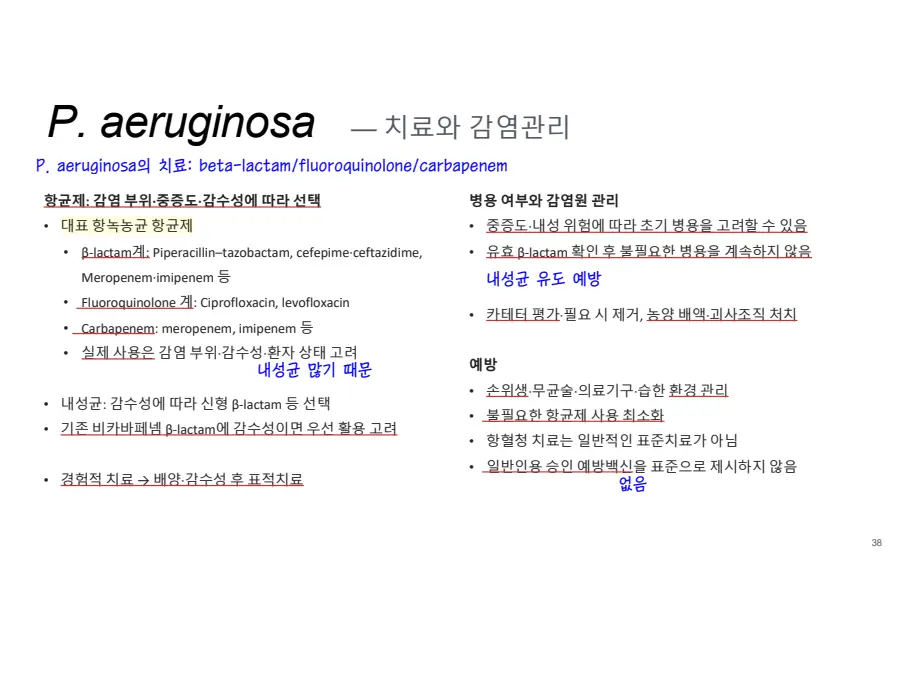 P. aeruginosa — 치료와 감염관리
P. aeruginosa의 치료: beta-lactam/fluoroquinolone/carbapenem
항균제: 감염 부위·중증도·감수성에 따라 선택
• 대표 항녹농균 항균제
• β-lactam계: Piperacillin–tazobactam, cefepime·ceftazidime,
Meropenem·imipenem 등
• Fluoroquinolone 계: Ciprofloxacin, levofloxacin
• Carbapenem: meropenem, imipenem 등
• 실제 사용은 감염 부위·감수성·환자 상태 고려
내성균 많기 때문
• 내성균: 감수성에 따라 신형 β-lactam 등 선택
• 기존 비카바페넴 β-lactam에 감수성이면 우선 활용 고려
• 경험적 치료 → 배양·감수성 후 표적치료
병용 여부와 감염원 관리
• 중증도·내성 위험에 따라 초기 병용을 고려할 수 있음
• 유효 β-lactam 확인 후 불필요한 병용을 계속하지 않음
내성균 유도 예방
• 카테터 평가·필요 시 제거, 농양 배액·괴사조직 처치
예방
• 손위생·무균술·의료기구·습한 환경 관리
• 불필요한 항균제 사용 최소화
• 항혈청 치료는 일반적인 표준치료가 아님
• 일반인용 승인 예방백신을 표준으로 제시하지 않음
없음
38